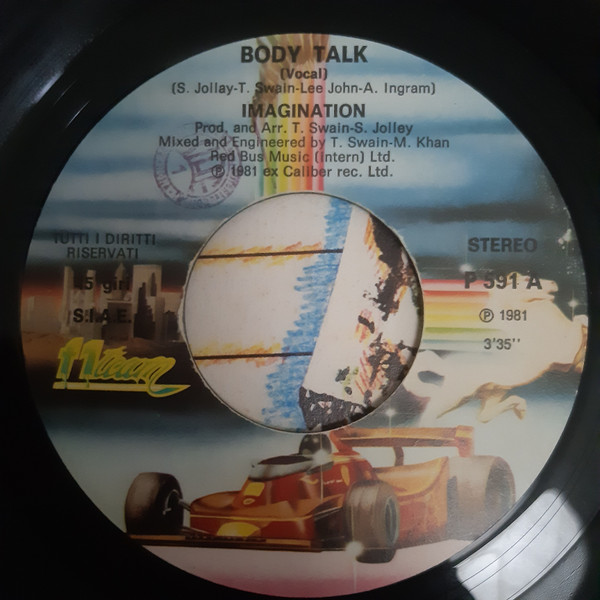 BODY TALK
(Vocal)
(S. Jollay-T. Swain-Lee John-A. Ingram)
IMAGINATION
Prod. and Arr. T. Swain-S. Jolley
Mixed and Engineered by T. Swain-M. Khan
Red Bus Music (intern) Ltd.
℗ 1981 ex Caliber rec. Ltd.
TUTTI I DIRITTI
RISERVATI
45 giri
S.I.A.E.
f1 team
STEREO
P 591 A
℗ 1981
3'35''